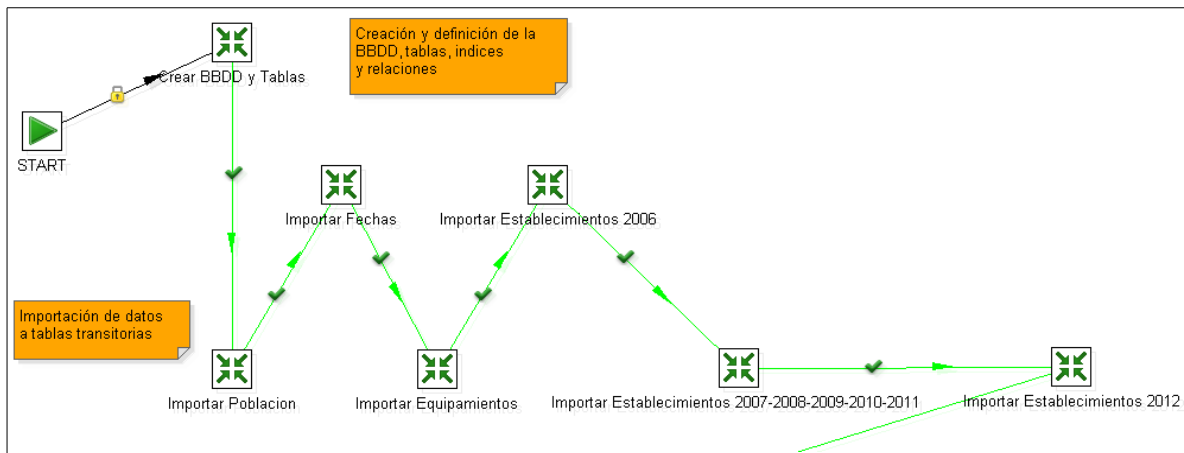 Creación y definición de la
BBDD, tablas, indices
y relaciones
Crear BBDD y Tablas
START
Importar Fechas
Importar Establecimientos 2006
Importación de datos
a tablas transitorias
Importar Poblacion
Importar Equipamientos
Importar Establecimientos 2007-2008-2009-2010-2011
Importar Establecimientos 2012